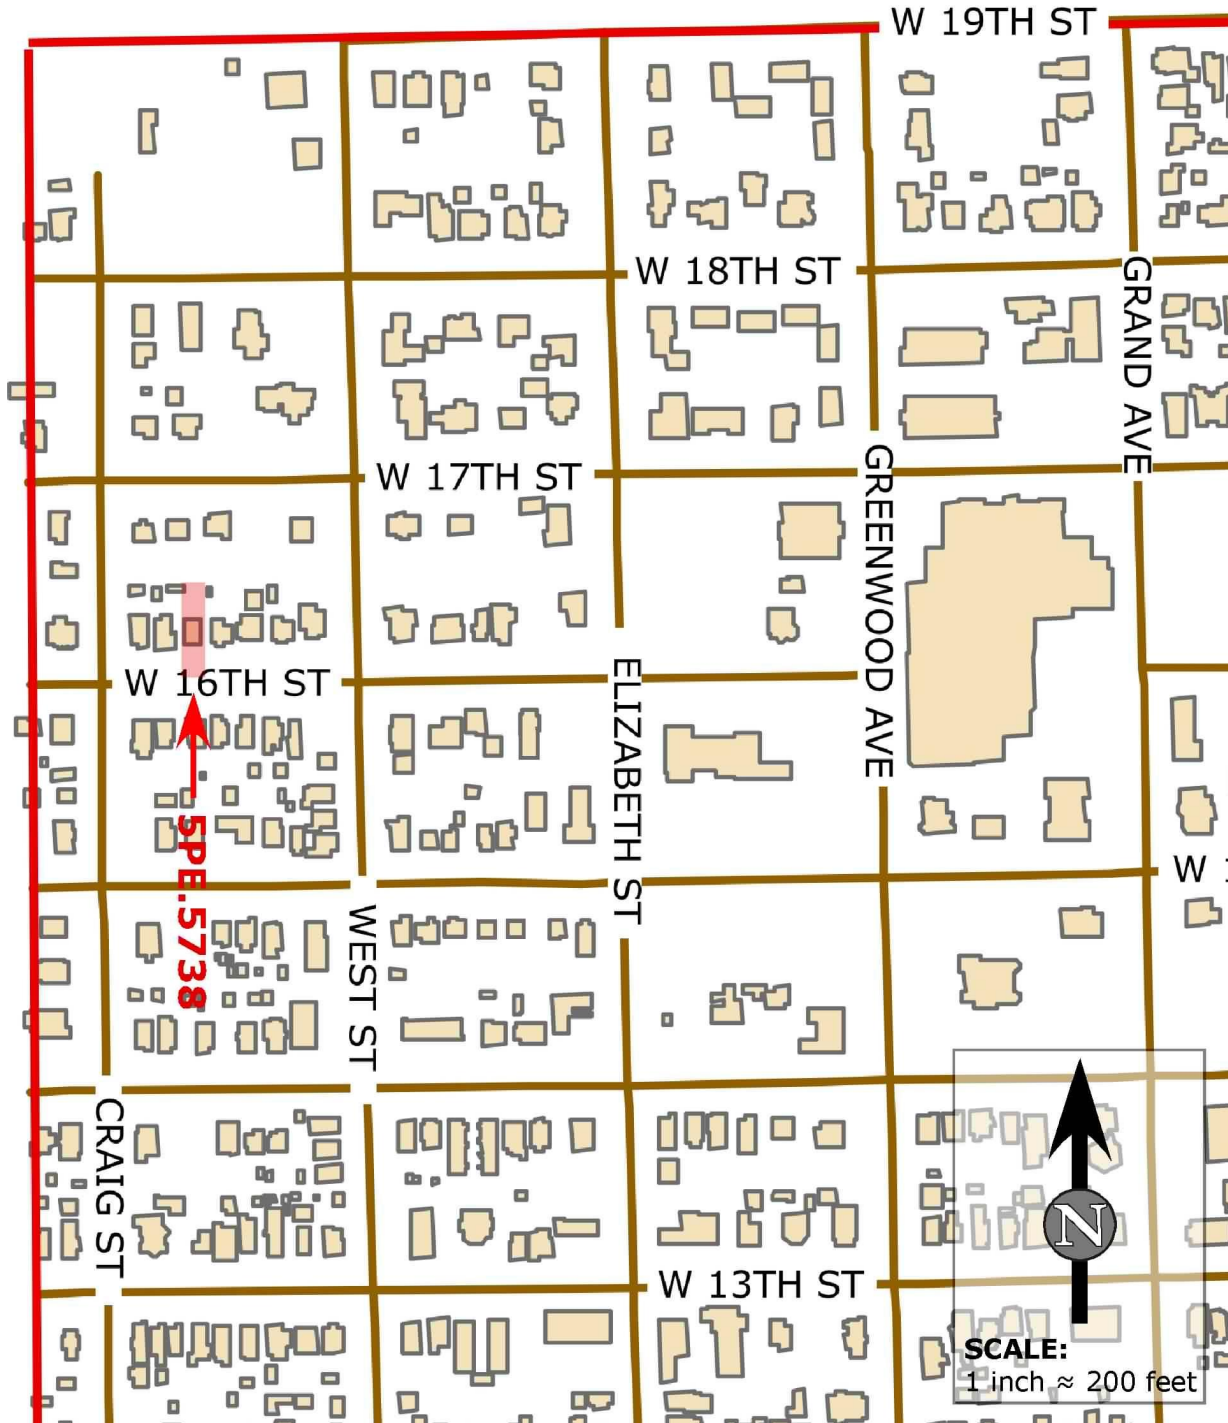 W 19TH ST
W 18TH ST
GRAND AVE
W 17TH ST
GREENWOOD AVE
W 16TH ST
ELIZABETH ST
5PE.5738
W 1
WEST ST
CRAIG ST
N
W 13TH ST
SCALE:
1 inch ≈ 200 feet